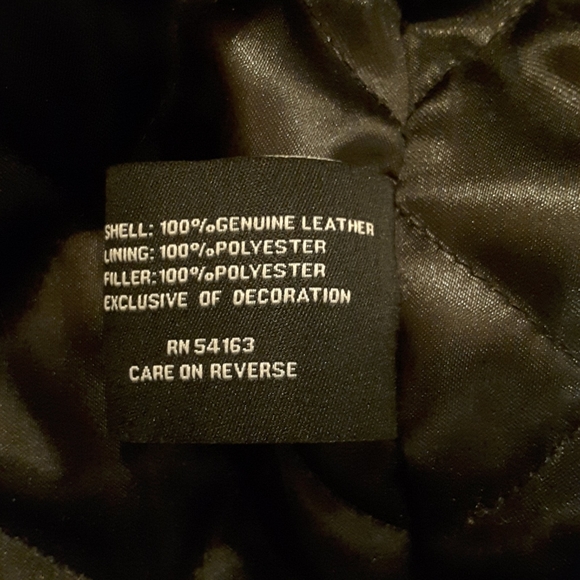 SHELL: 100%GENUINE LEATHER
LINING: 100%POLYESTER
FILLER:100%POLYESTER
EXCLUSIVE OF DECORATION
RN 54163
CARE ON REVERSE